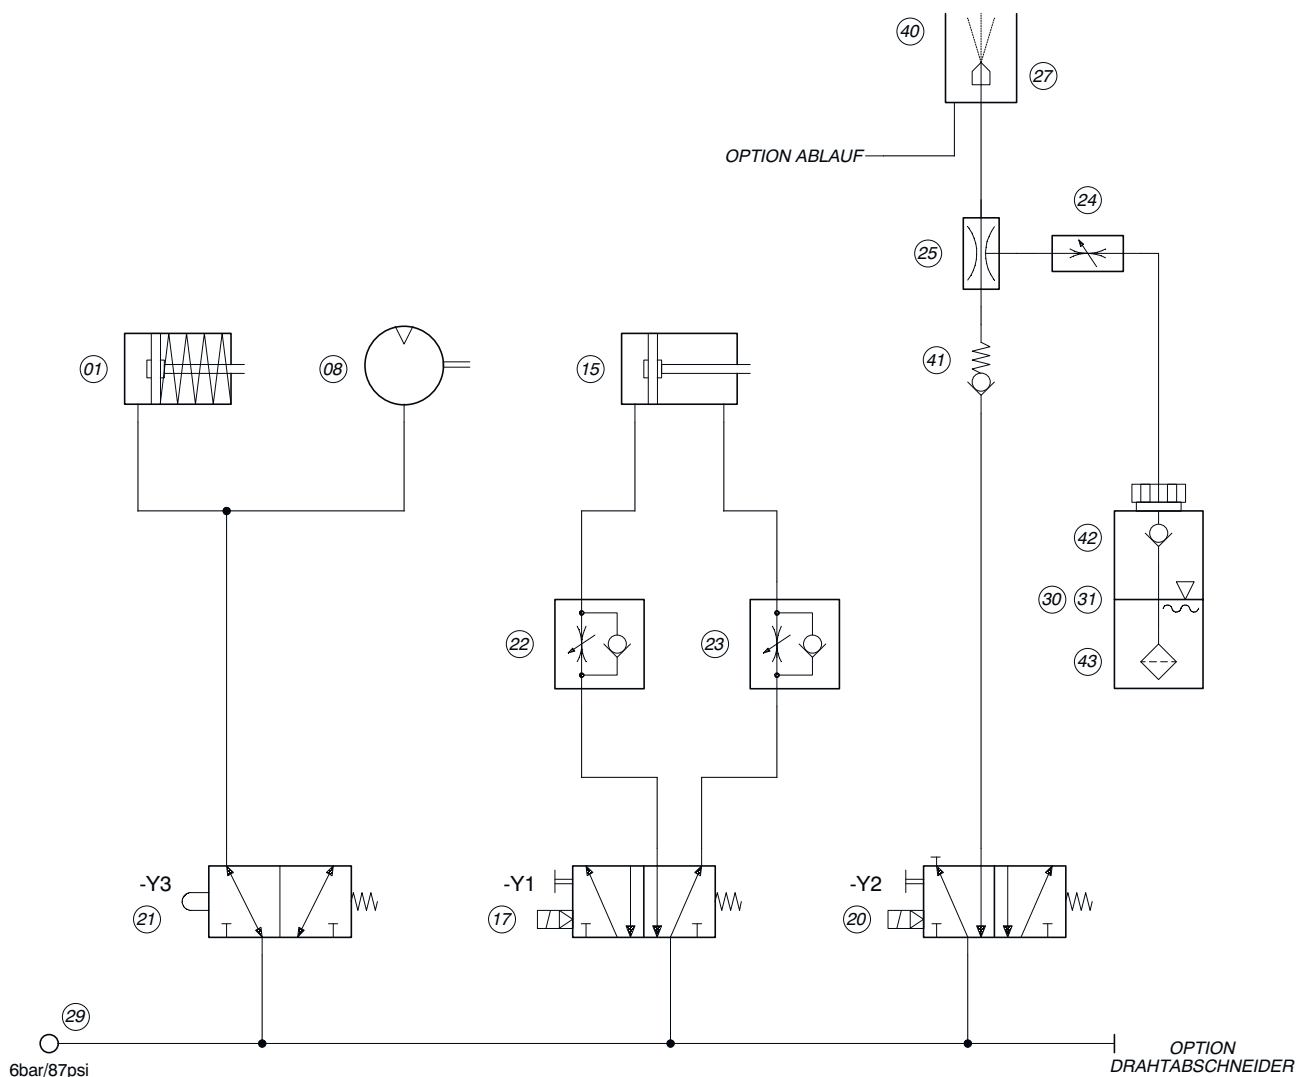 40
27
OPTION ABLAUF
24
25
01
08
15
41
42
30 31
22
23
43
-Y3
-Y1
-Y2
21
17
20
29
6bar/87psi
OPTION
DRAHTABSCHNEIDER